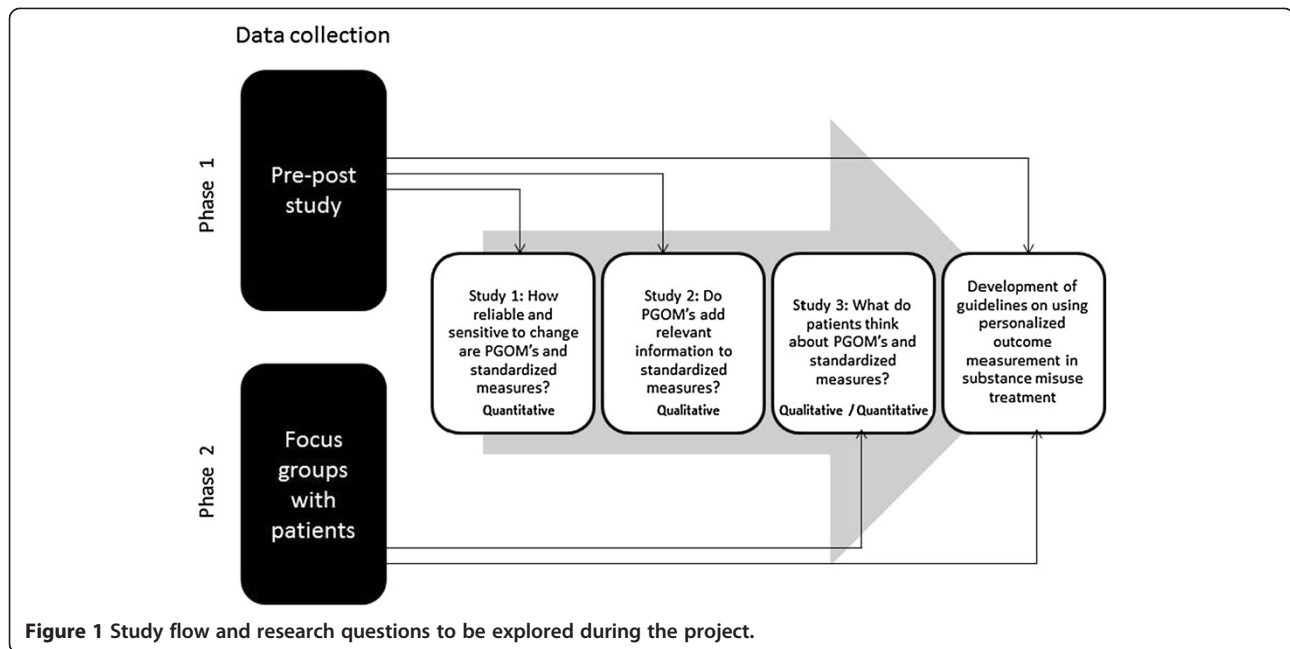 Data collection
Phase 1
Pre-post
study
Study 1: How
reliable and
sensitive to change
are PGOM's and
standardized
measures?
Quantitative
Study 2: Do
PGOM's add
relevant
information to
standardized
measures?
Qualitative
Study 3: What do
patients think
about PGOM's and
standardized
measures?
Qualitative / Quantitative
Development of
guidelines on using
personalized
outcome
measurement in
substance misuse
treatment
Phase 2
Focus
groups
with
patients
Figure 1 Study flow and research questions to be explored during the project.